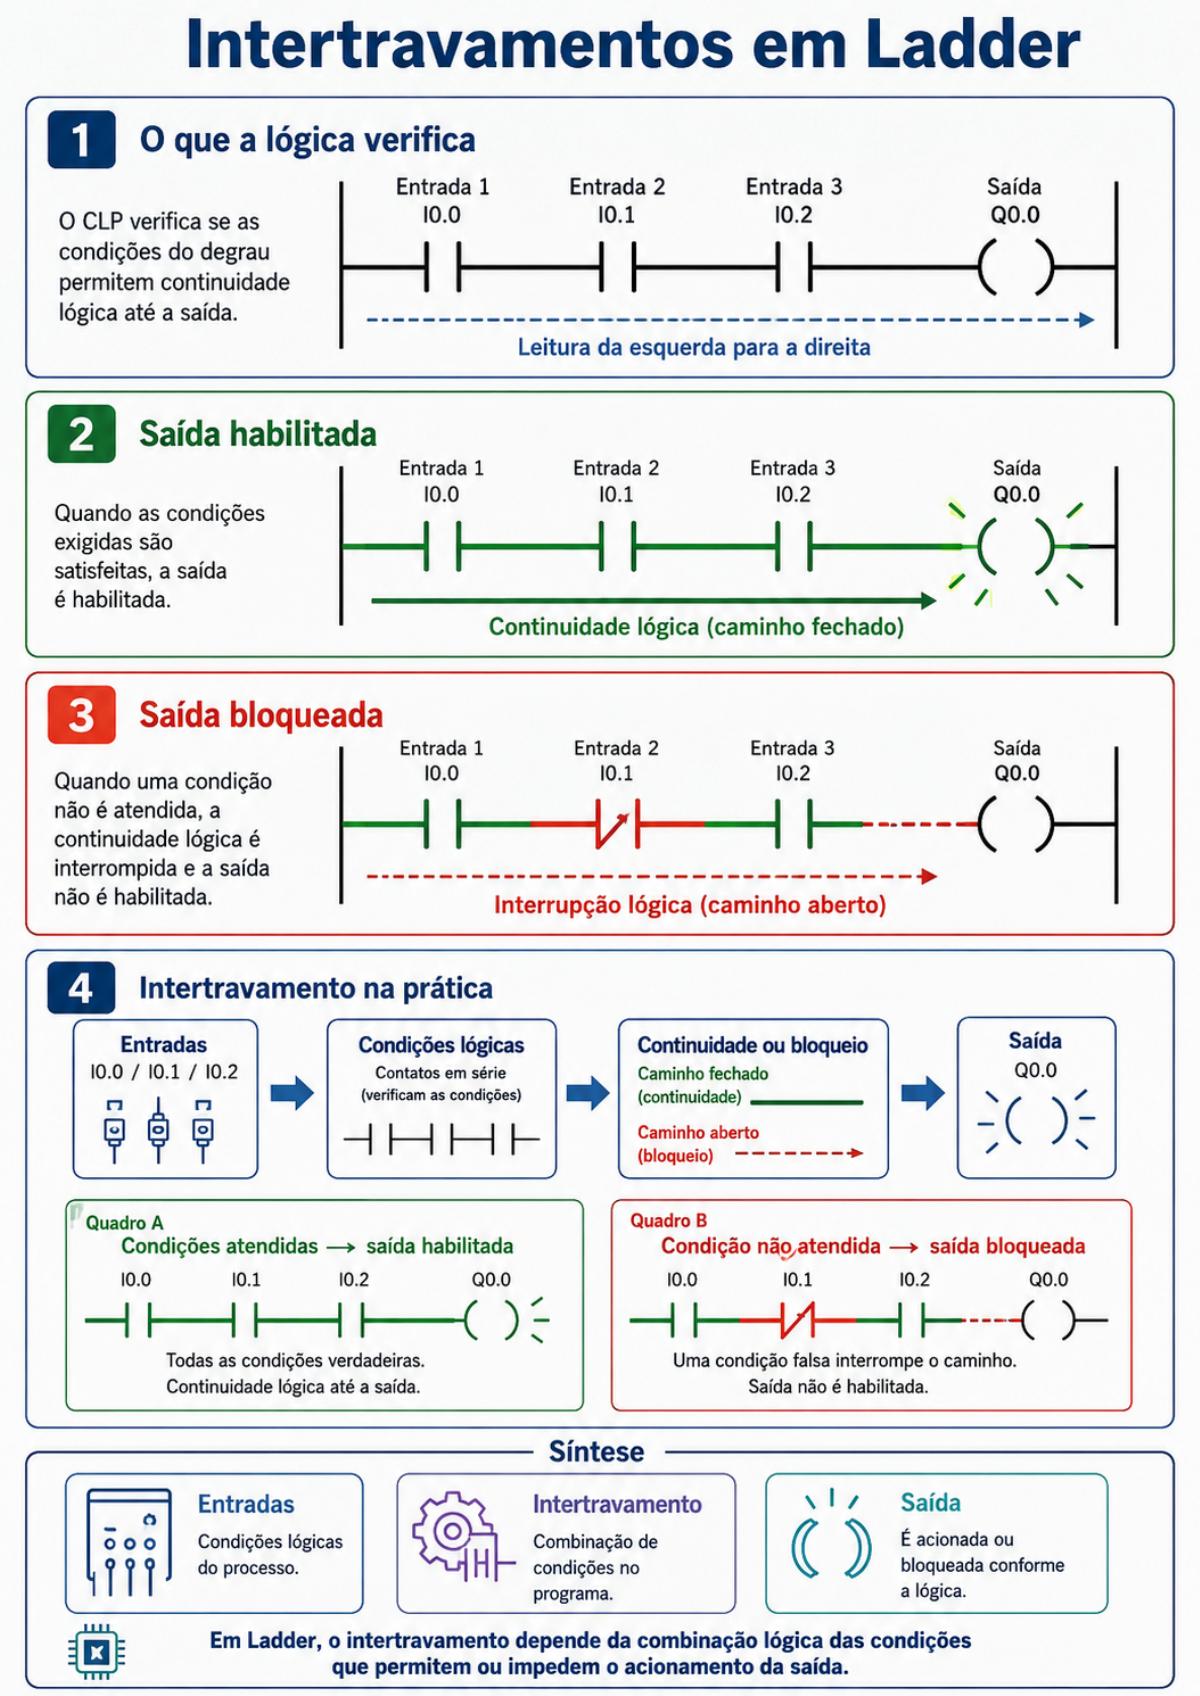 Intertravamentos em Ladder
1
O que a lógica verifica
O CLP verifica se as
condições do degrau
permitem continuidade
lógica até a saída.
Entrada 1
Entrada 2
Entrada 3
Saída
I0.0
I0.1
I0.2
Q0.0
Leitura da esquerda para a direita
2
Saída habilitada
Quando as condições
exigidas são
satisfeitas, a saída
é habilitada.
Entrada 1
Entrada 2
Entrada 3
Saída
I0.0
I0.1
I0.2
Q0.0
Continuidade lógica (caminho fechado)
3
Saída bloqueada
Quando uma condição
não é atendida, a
continuidade lógica é
interrompida e a saída
não é habilitada.
Entrada 1
Entrada 2
Entrada 3
Saída
I0.0
I0.1
I0.2
Q0.0
Interrupção lógica (caminho aberto)
4
Intertravamento na prática
Entradas
I0.0 / I0.1 / I0.2
Condições lógicas
Contatos em série
(verificam as condições)
Continuidade ou bloqueio
Caminho fechado
(continuidade)
Caminho aberto
(bloqueio)
Saída
Q0.0
Quadro A
Condições atendidas → saída habilitada
I0.0
I0.1
I0.2
Q0.0
Todas as condições verdadeiras.
Continuidade lógica até a saída.
Quadro B
Condição não atendida → saída bloqueada
I0.0
I0.1
I0.2
Q0.0
Uma condição falsa interrompe o caminho.
Saída não é habilitada.
Síntese
Entradas
Condições lógicas
do processo.
Intertravamento
Combinação de
condições no
programa.
Saída
É acionada ou
bloqueada conforme
a lógica.
Em Ladder, o intertravamento depende da combinação lógica das condições
que permitem ou impedem o acionamento da saída.